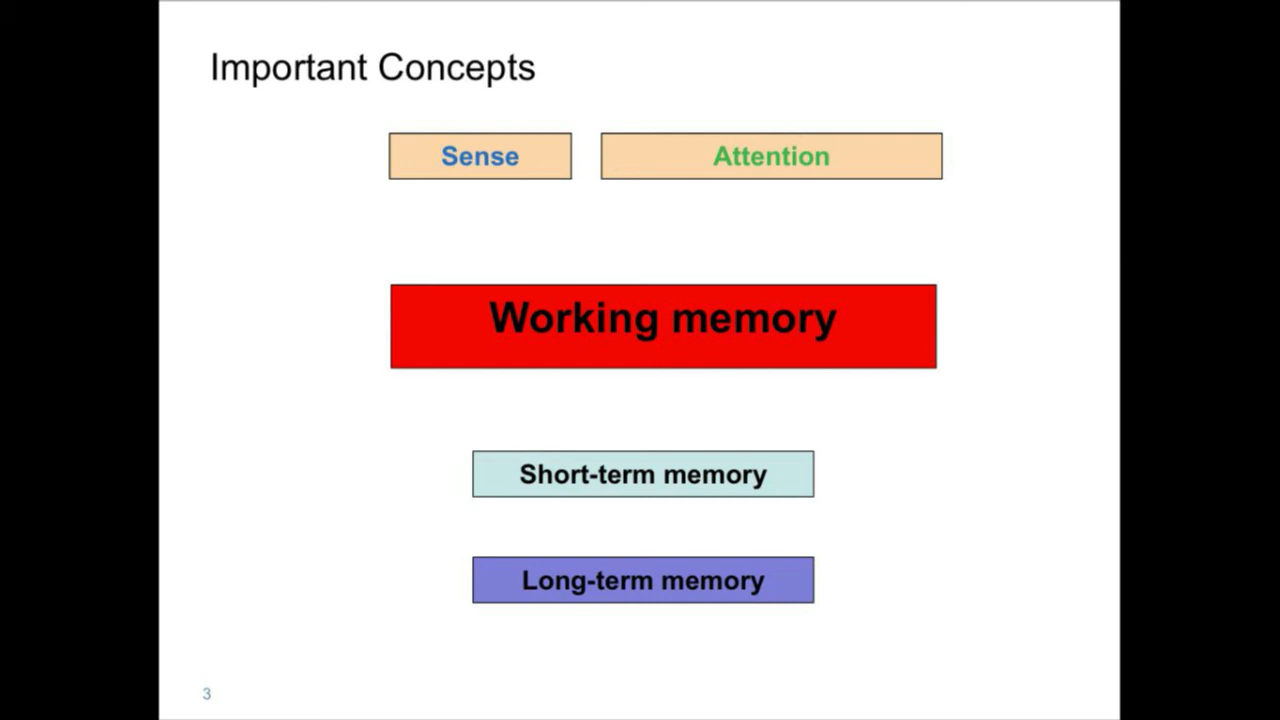 Important Concepts
Sense
Attention
Working memory
Short-term memory
Long-term memory
3